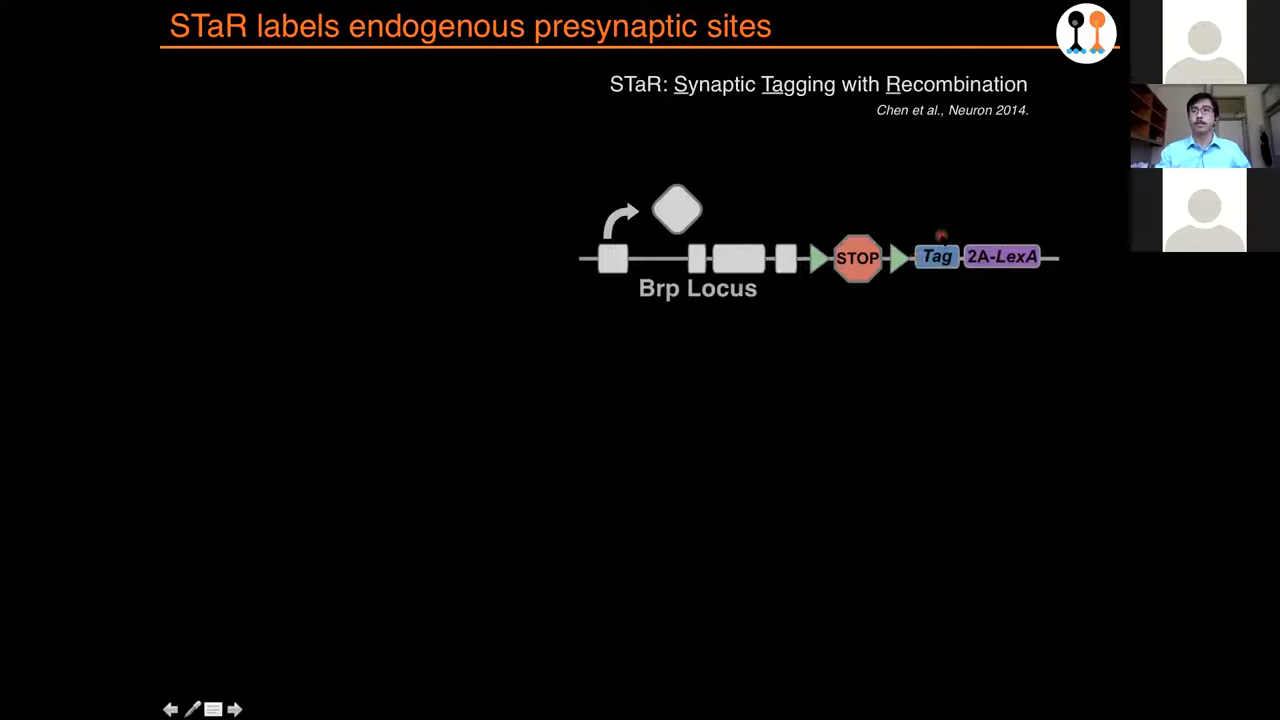 STaR labels endogenous presynaptic sites
STaR: Synaptic Tagging with Recombination
Chen et al., Neuron 2014.
STOP Tag 2A-LexA
Brp Locus